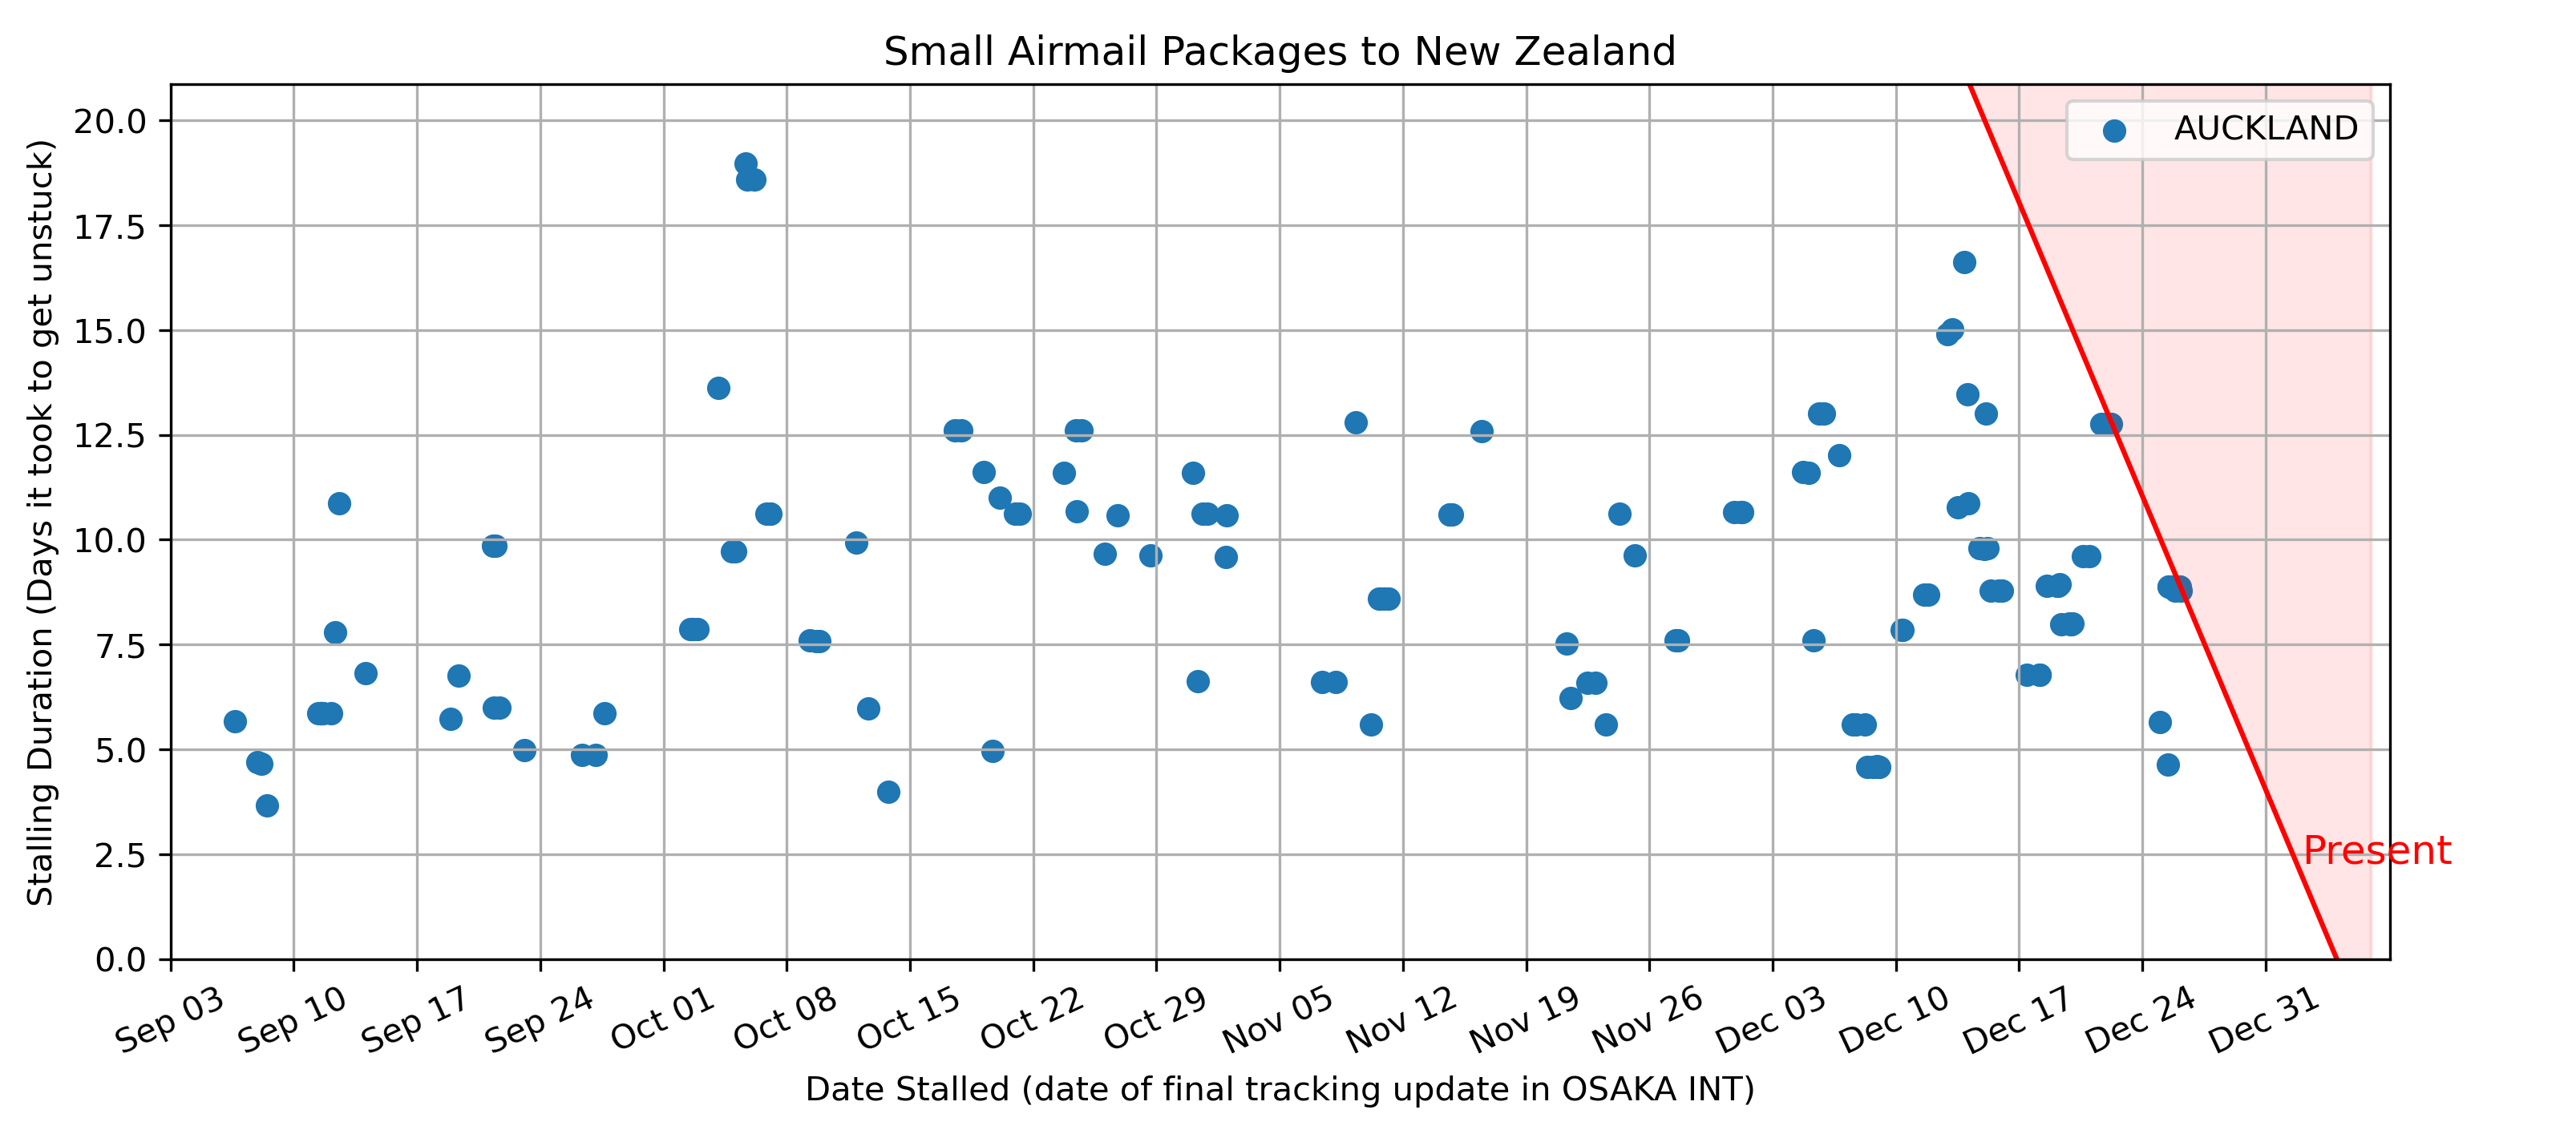 Small Airmail Packages to New Zealand
Stalling Duration (Days it took to get unstuck)
20.0
17.5
15.0
12.5
10.0
7.5
5.0
2.5
0.0
AUCKLAND
Present
Sep 03
Sep 10
Sep 17
Sep 24
Oct 01
Oct 08
Oct 15
Oct 22
Oct 29
Nov 05
Nov 12
Nov 19
Nov 26
Dec 03
Dec 10
Dec 17
Dec 24
Dec 31
Date Stalled (date of final tracking update in OSAKA INT)